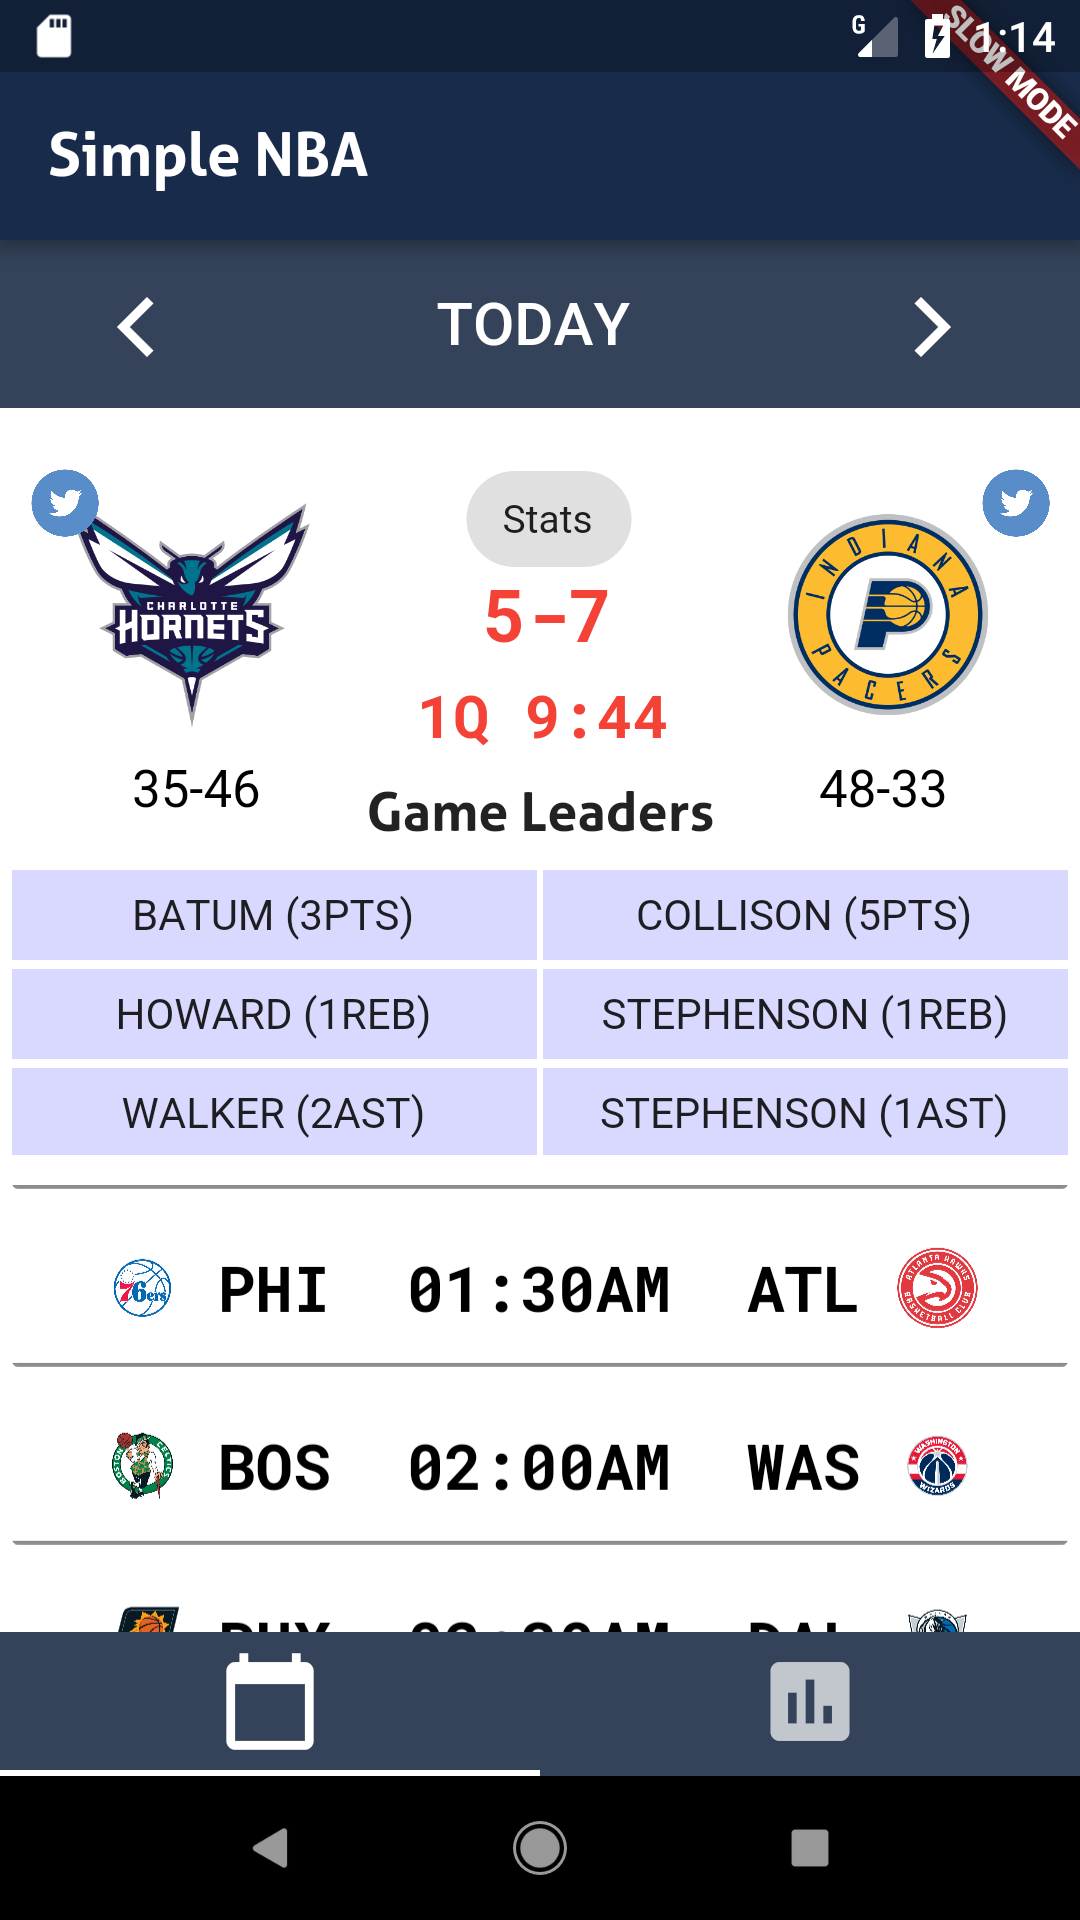 G 1:14
SLOW MODE
Simple NBA
TODAY
Stats
CHARLOTTE
HORNETS
INDIANA
PACERS
5-7
1Q 9:44
35-46
48-33
Game Leaders
BATUM (3PTS)
COLLISON (5PTS)
HOWARD (1REB)
STEPHENSON (1REB)
WALKER (2AST)
STEPHENSON (1AST)
76ers
PHI 01:30AM ATL
ATLANTA HAWKS
BASKETBALL CLUB
BOSTON
CELTICS
BOS 02:00AM WAS
WASHINGTON
WIZARDS